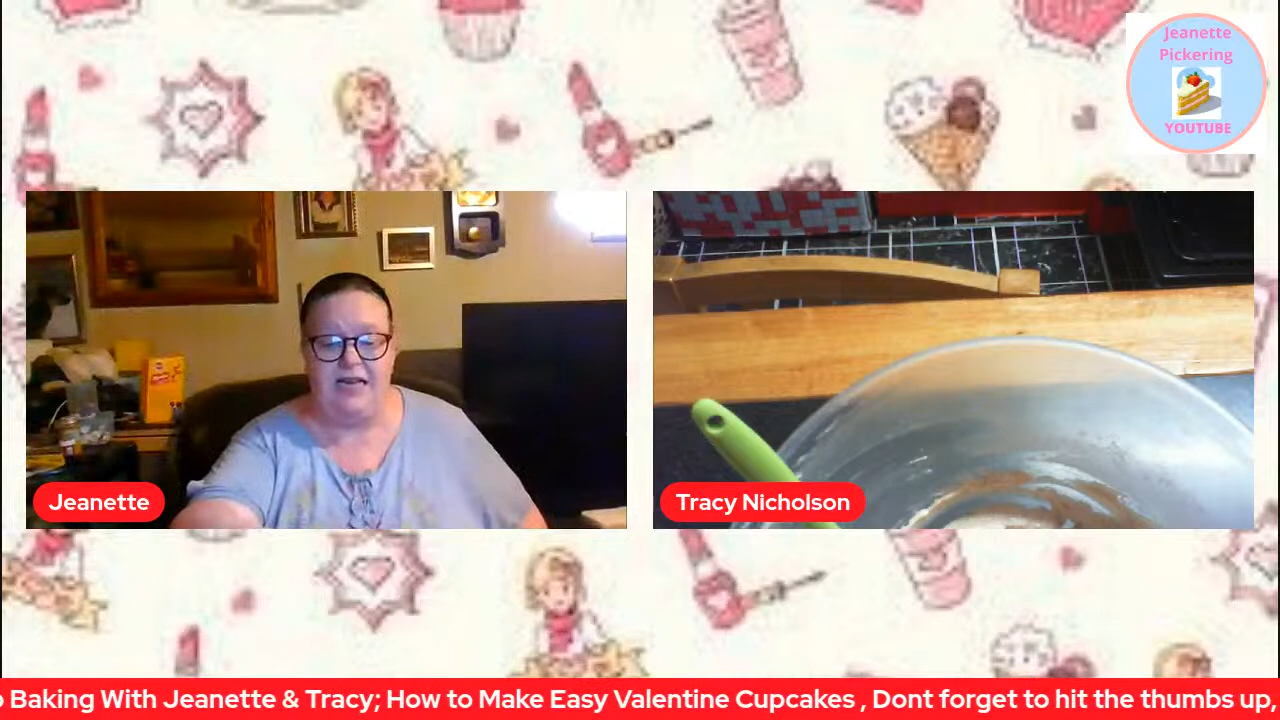 Jeanette
Pickering
YOUTUBE
Jeanette
Tracy Nicholson
Baking With Jeanette & Tracy; How to Make Easy Valentine Cupcakes , Dont forget to hit the thumbs up,